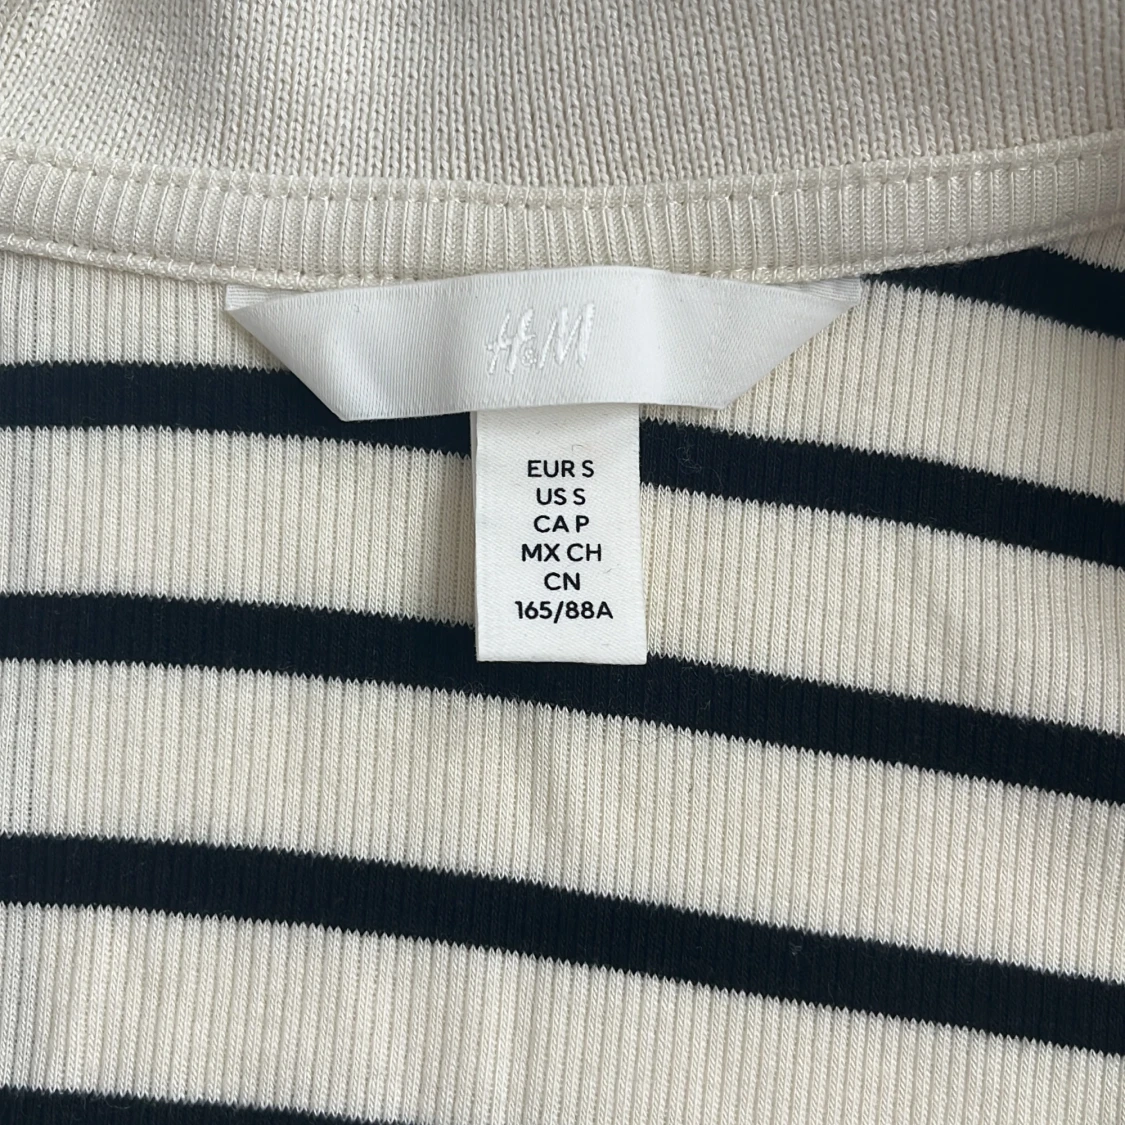 H&M
EUR S
US S
CA P
MX CH
CN
165/88A